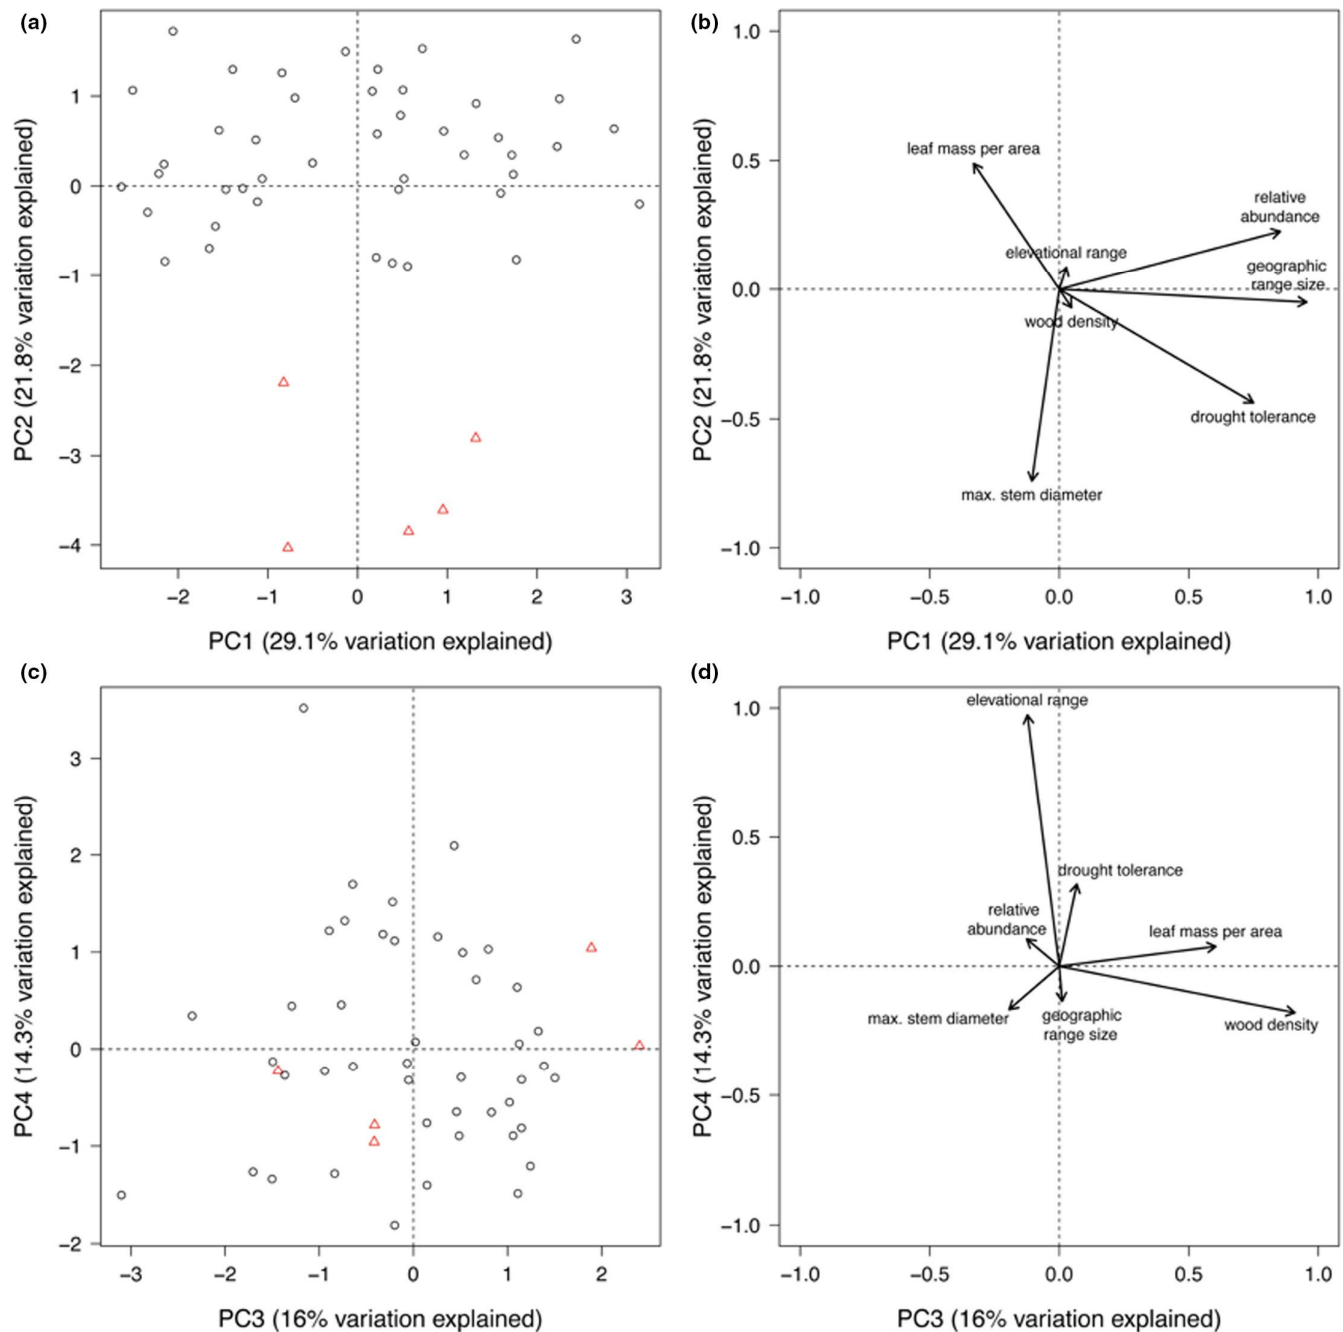 (a)
1
0
−1
−2
−3
−4
PC2 (21.8% variation explained)
−2
−1
0
1
2
3
PC1 (29.1% variation explained)
(b)
1.0
0.5
0.0
−0.5
−1.0
PC2 (21.8% variation explained)
leaf mass per area
relative
abundance
elevational range
geographic
range size
wood density
drought tolerance
max. stem diameter
−1.0
−0.5
0.0
0.5
1.0
PC1 (29.1% variation explained)
(c)
3
2
1
0
−1
−2
PC4 (14.3% variation explained)
−3
−2
−1
0
1
2
PC3 (16% variation explained)
(d)
1.0
0.5
0.0
−0.5
−1.0
PC4 (14.3% variation explained)
elevational range
drought tolerance
relative
abundance
leaf mass per area
max. stem diameter
geographic
range size
wood density
−1.0
−0.5
0.0
0.5
1.0
PC3 (16% variation explained)